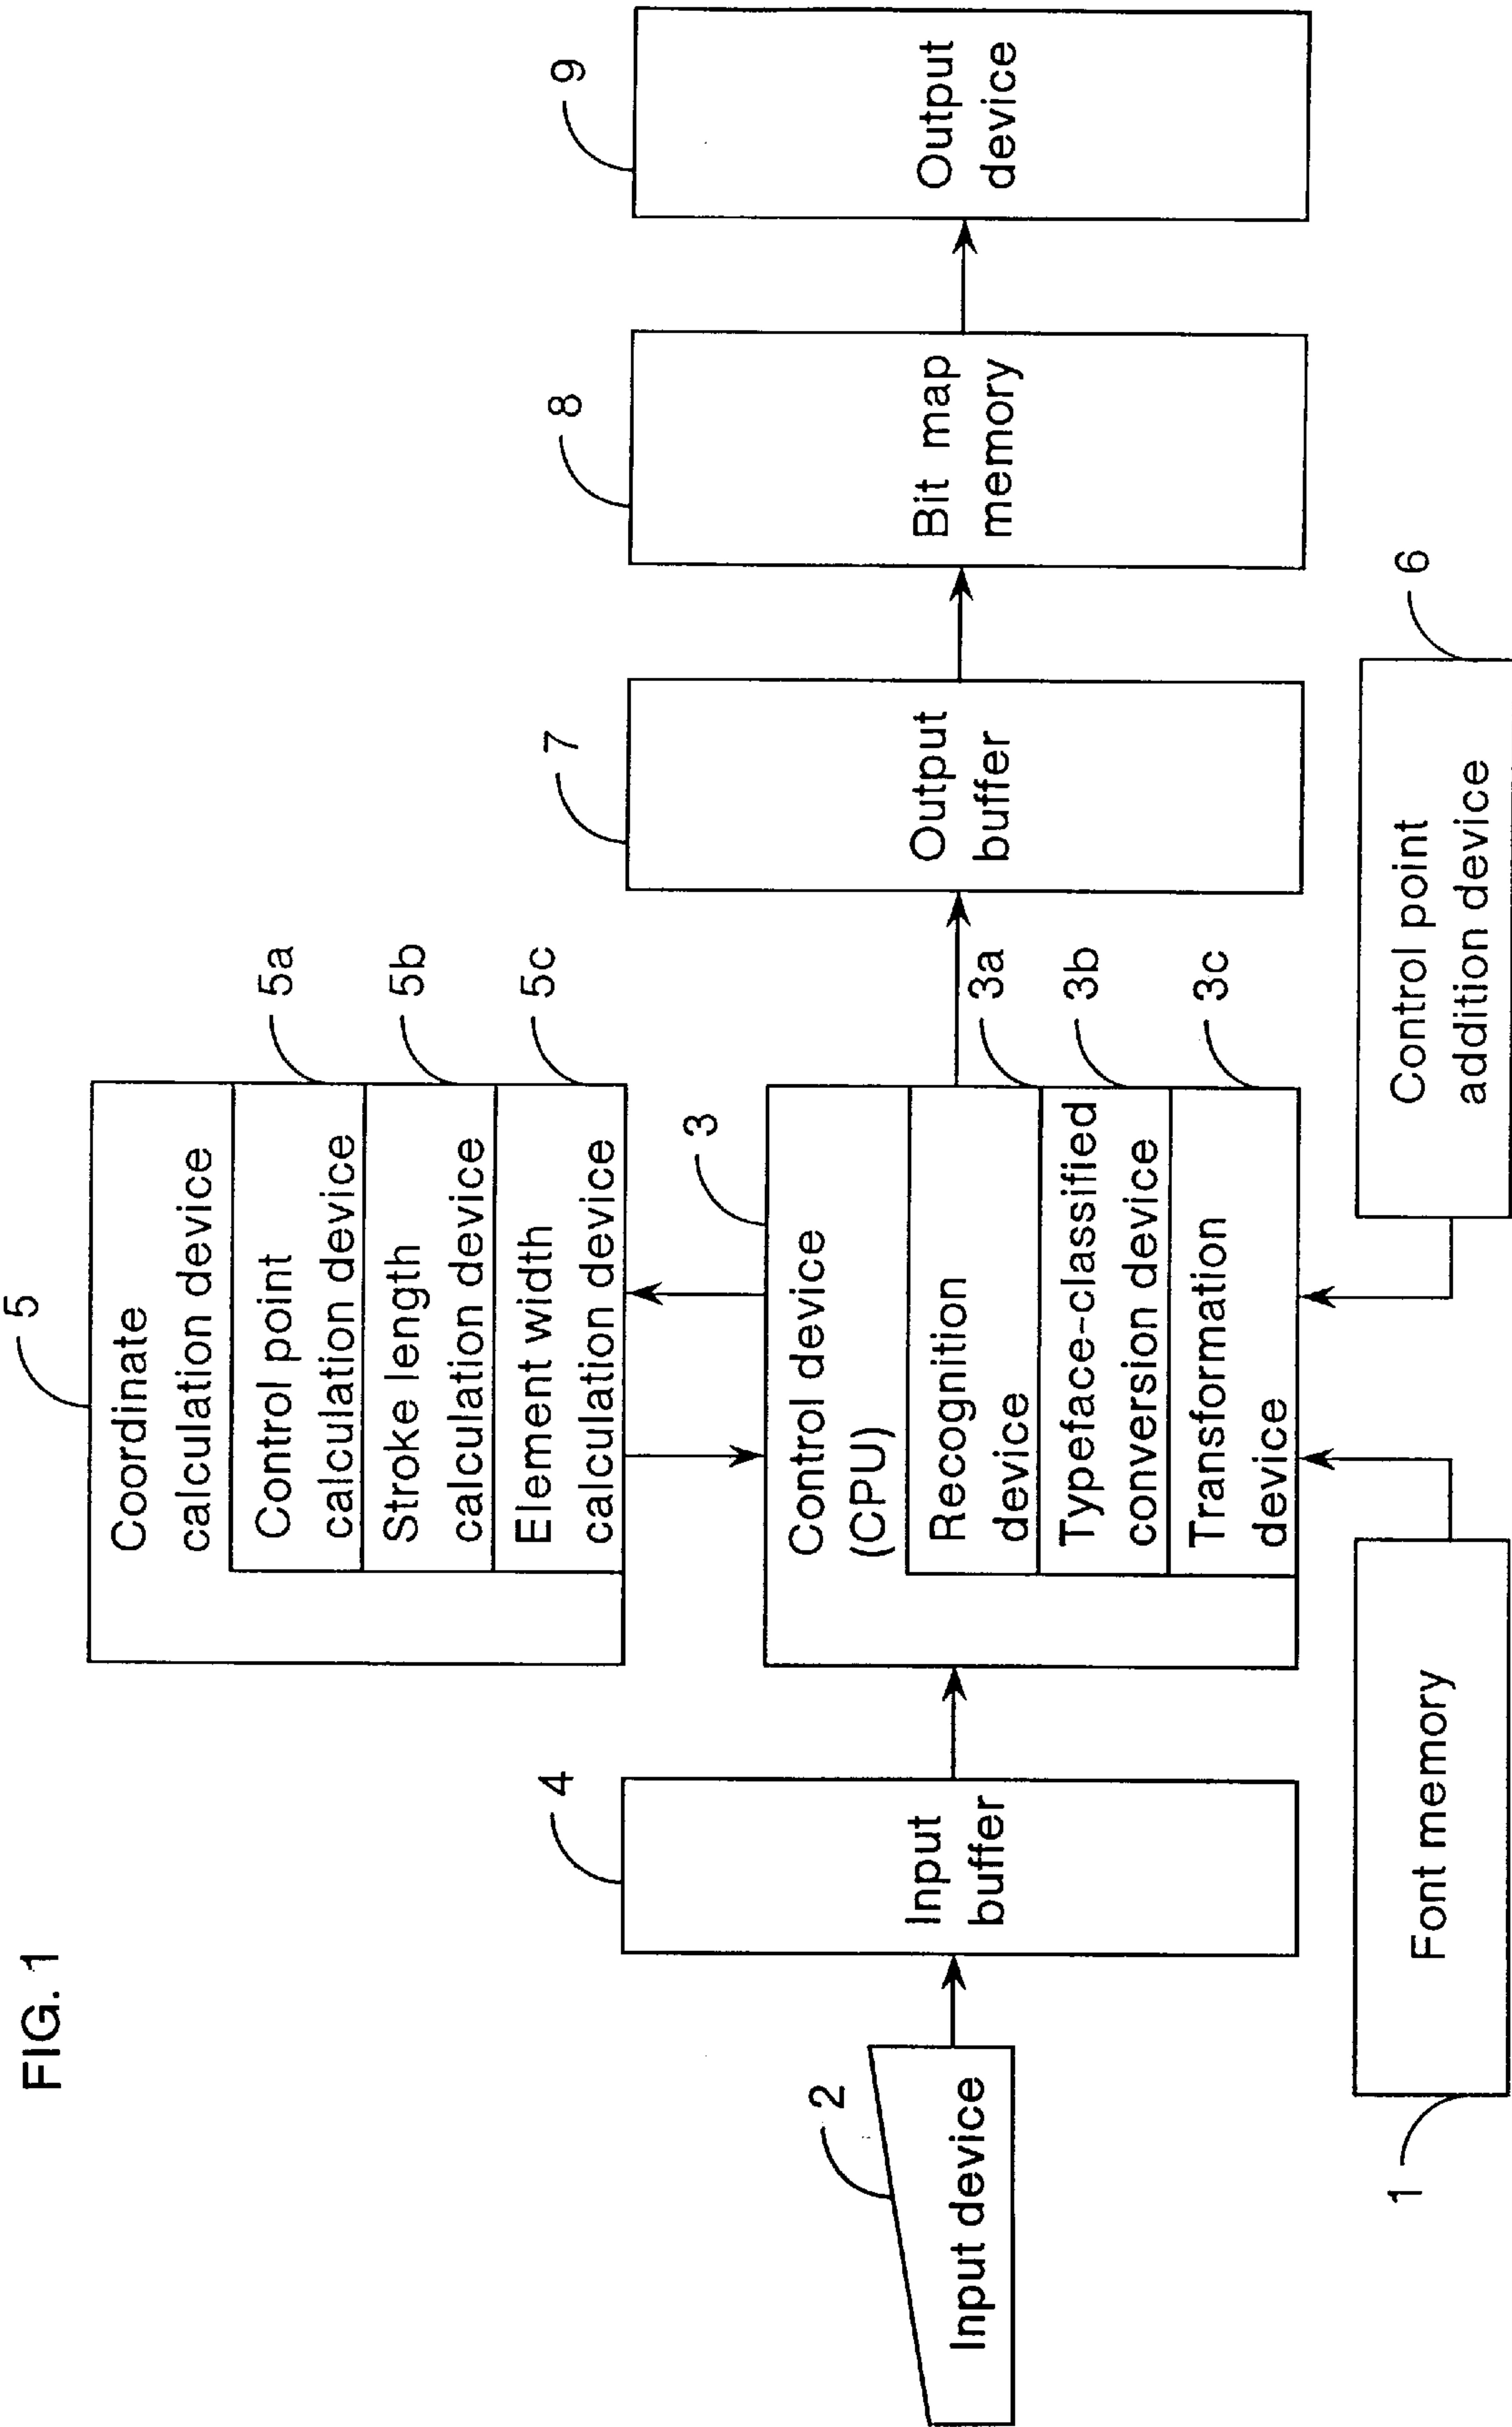 FIG. 1
5
Coordinate
calculation device
Control point
calculation device
5a
Stroke length
calculation device
5b
Element width
calculation device
5c
2
Input device
4
Input
buffer
3
Control device
(CPU)
Recognition
device
3a
Typeface-classified
conversion device
3b
Transformation
device
3c
7
Output
buffer
8
Bit map
memory
9
Output
device
1
Font memory
Control point
addition device
6